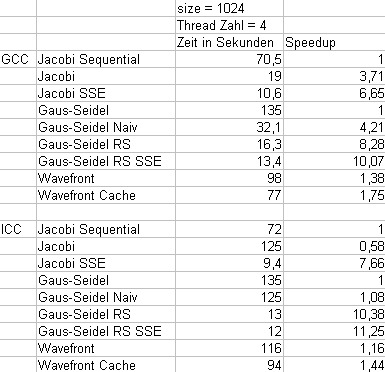 size = 1024
Thread Zahl = 4
Zeit in Sekunden Speedup
GCC Jacobi Sequential 70,5 1
Jacobi 19 3,71
Jacobi SSE 10,6 6,65
Gaus-Seidel 135 1
Gaus-Seidel Naiv 32,1 4,21
Gaus-Seidel RS 16,3 8,28
Gaus-Seidel RS SSE 13,4 10,07
Wavefront 98 1,38
Wavefront Cache 77 1,75
ICC Jacobi Sequential 72 1
Jacobi 125 0,58
Jacobi SSE 9,4 7,66
Gaus-Seidel 135 1
Gaus-Seidel Naiv 125 1,08
Gaus-Seidel RS 13 10,38
Gaus-Seidel RS SSE 12 11,25
Wavefront 116 1,16
Wavefront Cache 94 1,44